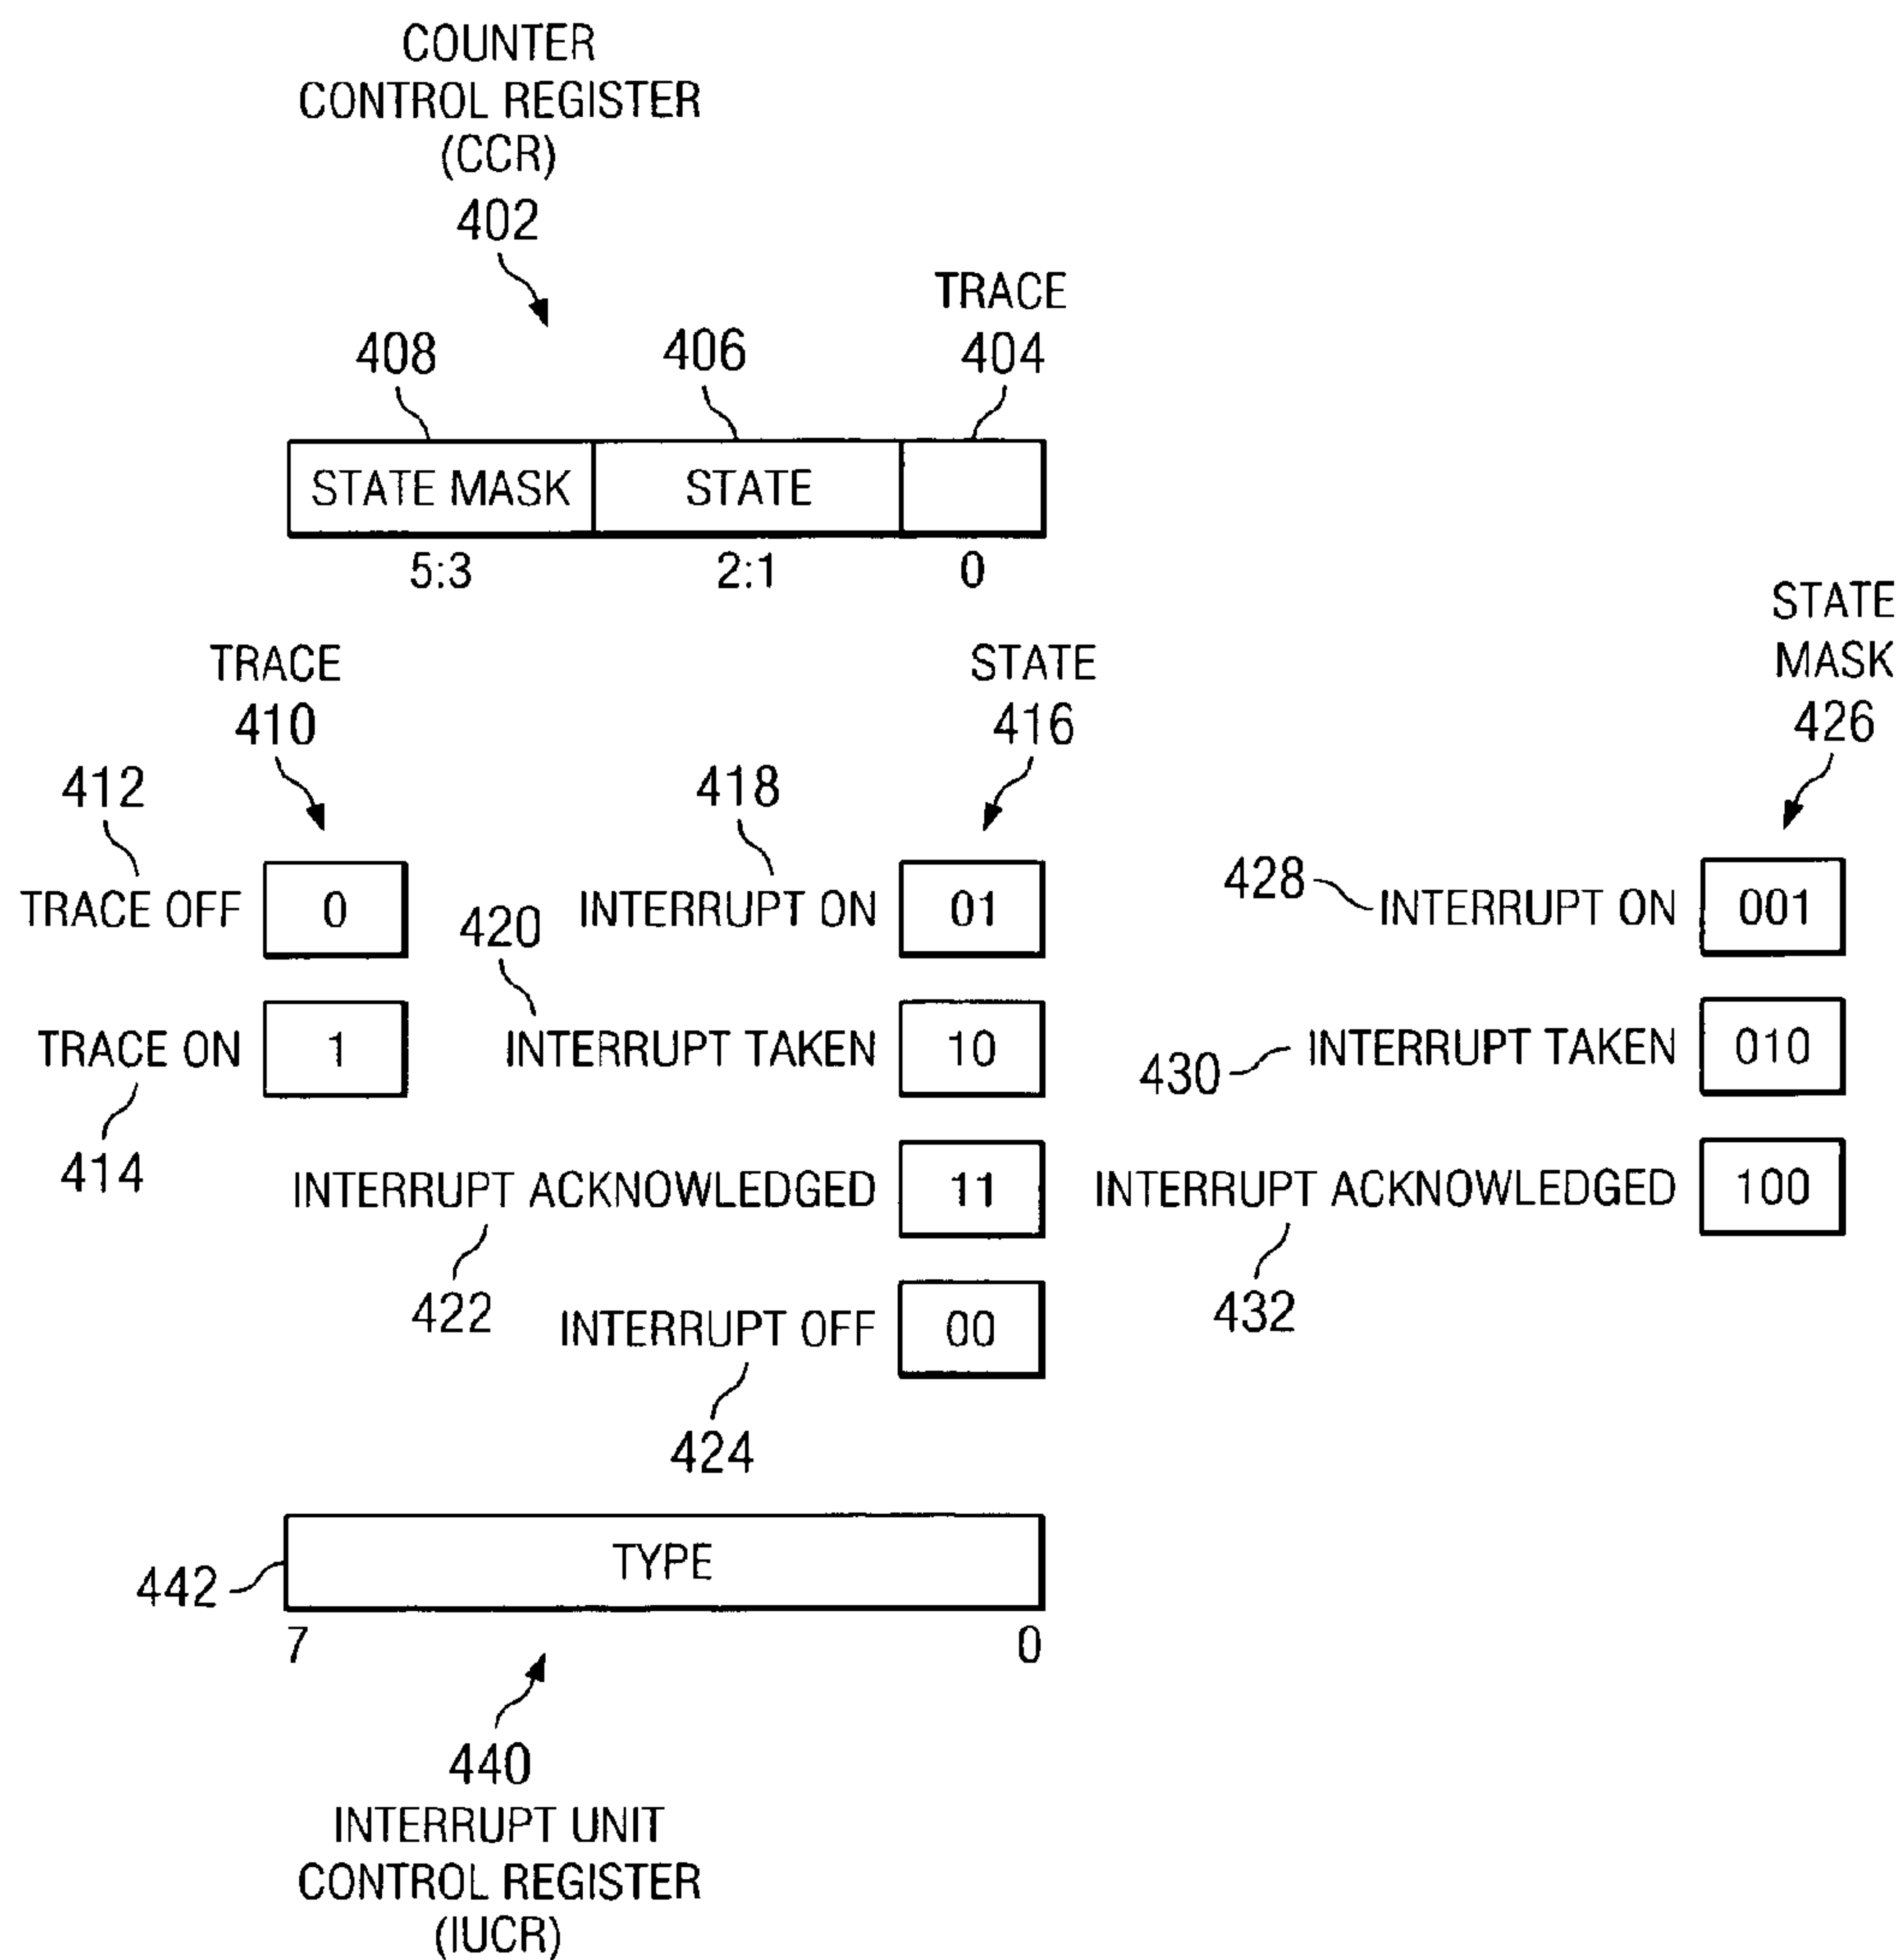 COUNTER
CONTROL REGISTER
(CCR)
402
TRACE
408 406 404
STATE MASK STATE
5:3 2:1 0
TRACE
410
412
TRACE OFF 0
TRACE ON 1
414
STATE
416
418
INTERRUPT ON 01
420
INTERRUPT TAKEN 10
INTERRUPT ACKNOWLEDGED 11
422
INTERRUPT OFF 00
424
STATE
MASK
426
428 INTERRUPT ON 001
430 INTERRUPT TAKEN 010
INTERRUPT ACKNOWLEDGED 100
432
442 TYPE
7 0
440
INTERRUPT UNIT
CONTROL REGISTER
(IUCR)